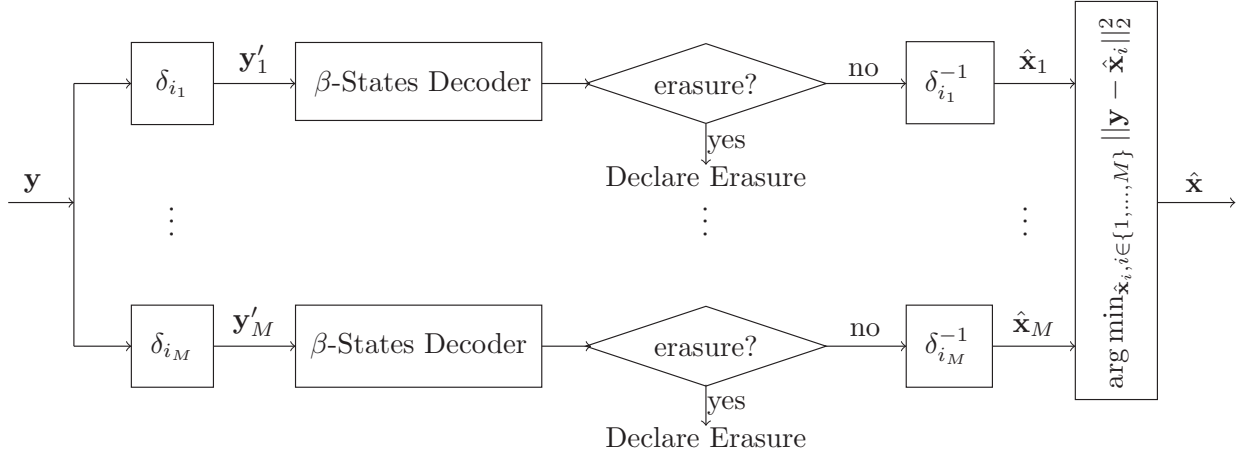 y
δ_{i_1}
y′_1
β-States Decoder
erasure?
no
δ_{i_1}^{-1}
x̂_1
yes
Declare Erasure
⋮ ⋮ ⋮
δ_{i_M}
y′_M
β-States Decoder
erasure?
no
δ_{i_M}^{-1}
x̂_M
yes
Declare Erasure
arg min_{x̂_i, i∈{1,...,M}} ||y − x̂_i||_2^2
x̂